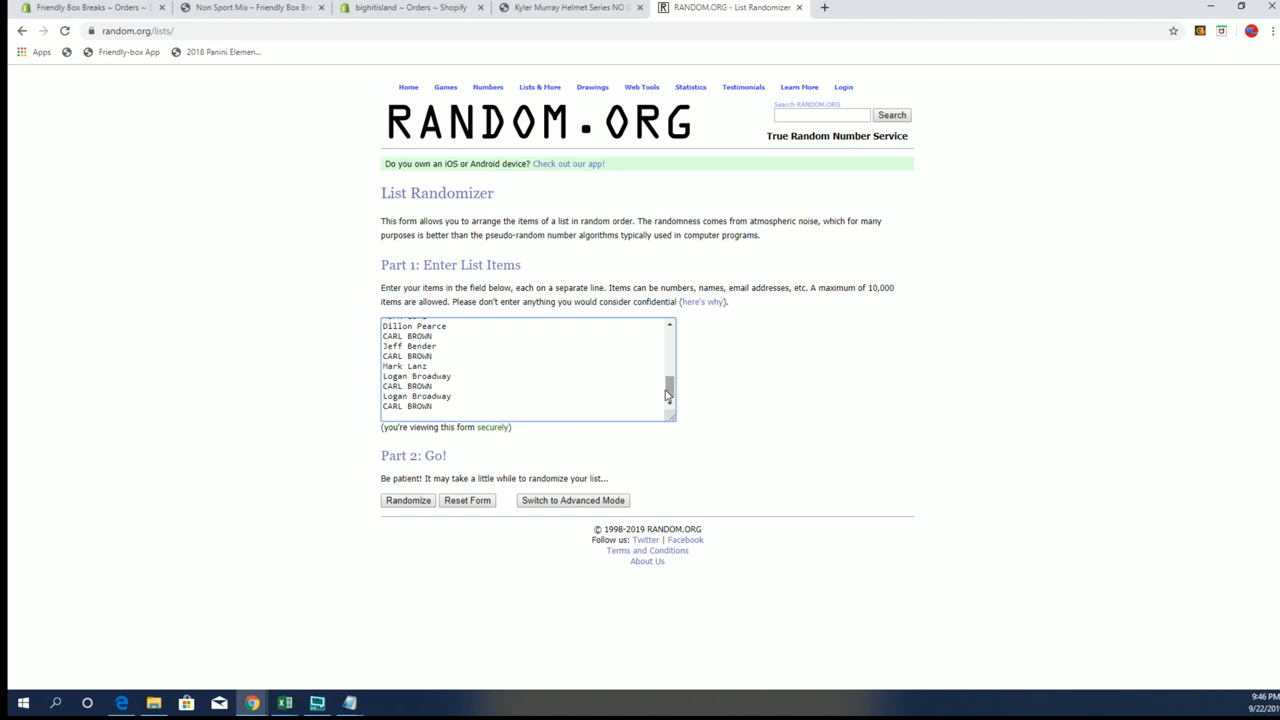 Friendly Box Breaks ~ Orders ~ S
Non Sport Mix – Friendly Box Bre
bighitisland ~ Orders ~ Shopify
Kyler Murray Helmet Series NO D
RANDOM.ORG - List Randomizer
random.org/lists/
Apps
Friendly-box App
2018 Panini Elemen...
Home Games Numbers Lists & More Drawings Web Tools Statistics Testimonials Learn More Login
RANDOM.ORG
Search RANDOM.ORG
Search
True Random Number Service
Do you own an iOS or Android device? Check out our app!
List Randomizer
This form allows you to arrange the items of a list in random order. The randomness comes from atmospheric noise, which for many
purposes is better than the pseudo-random number algorithms typically used in computer programs.
Part 1: Enter List Items
Enter your items in the field below, each on a separate line. Items can be numbers, names, email addresses, etc. A maximum of 10,000
items are allowed. Please don't enter anything you would consider confidential (here's why).
Dillon Pearce
CARL BROWN
Jeff Bender
CARL BROWN
Mark Lanz
Logan Broadway
CARL BROWN
Logan Broadway
CARL BROWN
(you're viewing this form securely)
Part 2: Go!
Be patient! It may take a little while to randomize your list...
Randomize Reset Form Switch to Advanced Mode
© 1998-2019 RANDOM.ORG
Follow us: Twitter | Facebook
Terms and Conditions
About Us
9:46 PM
9/22/201